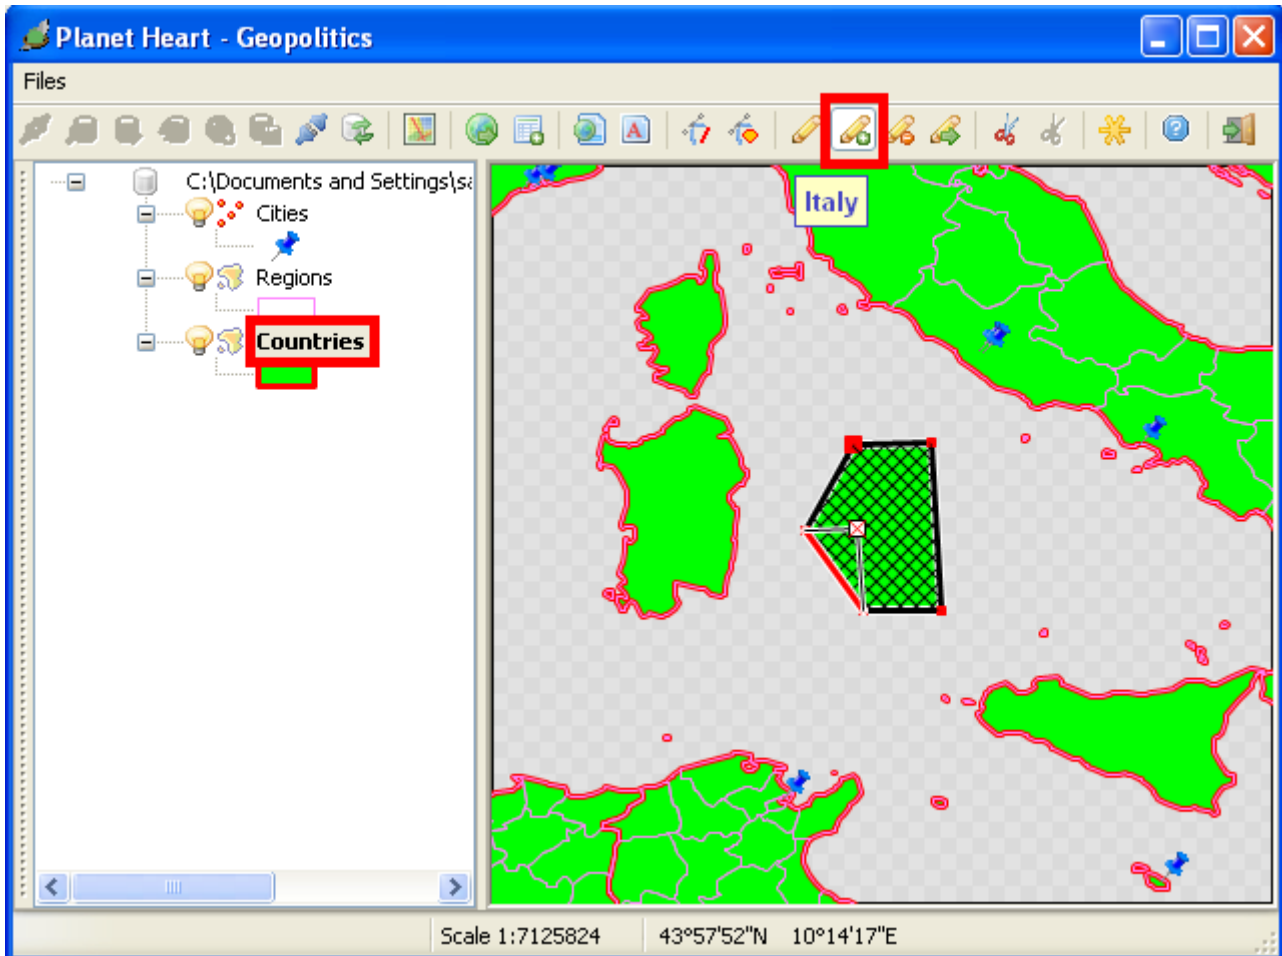 Planet Heart - Geopolitics
Files
C:\Documents and Settings\sa
Cities
Regions
Countries
Italy
Scale 1:7125824
43°57'52"N 10°14'17"E